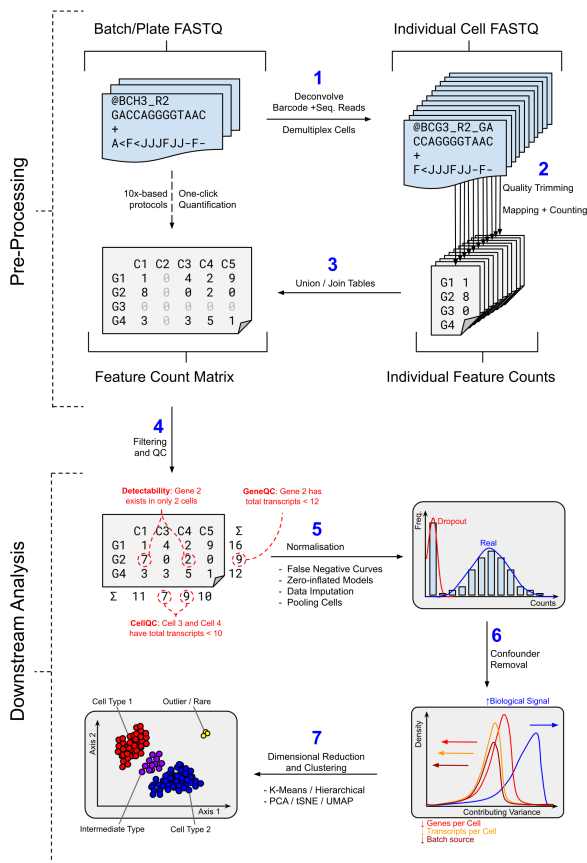 Batch/Plate FASTQ
Individual Cell FASTQ
@BCH3_R2
GACCAGGGGTAAC
+
A<F<JJJFJJ-F-
1
Deconvolve
Barcode +Seq. Reads
Demultiplex Cells
@BCG3_R2_GA
CCAGGGGTAAC
+
F<JJJFJJ-F-
2
Quality Trimming
Mapping + Counting
10x-based
protocols
One-click
Quantification
Pre-Processing
C1 C2 C3 C4 C5
G1 1 0 4 2 9
G2 8 0 0 2 0
G3 0 0 0 0 0
G4 3 0 3 5 1
3
Union / Join Tables
G1 1
G2 8
G3 0
G4
Feature Count Matrix
Individual Feature Counts
4
Filtering
and QC
Downstream Analysis
Detectability: Gene 2
exists in only 2 cells
GeneQC: Gene 2 has
total transcripts < 12
C1 C3 C4 C5 Σ
G1 1 4 2 9 16
G2 7 0 2 0 9
G4 3 3 5 1 12
Σ 11 7 9 10
CellQC: Cell 3 and Cell 4
have total transcripts < 10
5
Normalisation
- False Negative Curves
- Zero-inflated Models
- Data Imputation
- Pooling Cells
Freq.
Dropout
Real
Counts
6
Confounder
Removal
↑Biological Signal
Density
Contributing Variance
↓ Genes per Cell
↓ Transcripts per Cell
↓ Batch source
7
Dimensional Reduction
and Clustering
- K-Means / Hierarchical
- PCA / tSNE / UMAP
Cell Type 1
Outlier / Rare
Axis 2
Axis 1
Intermediate Type
Cell Type 2